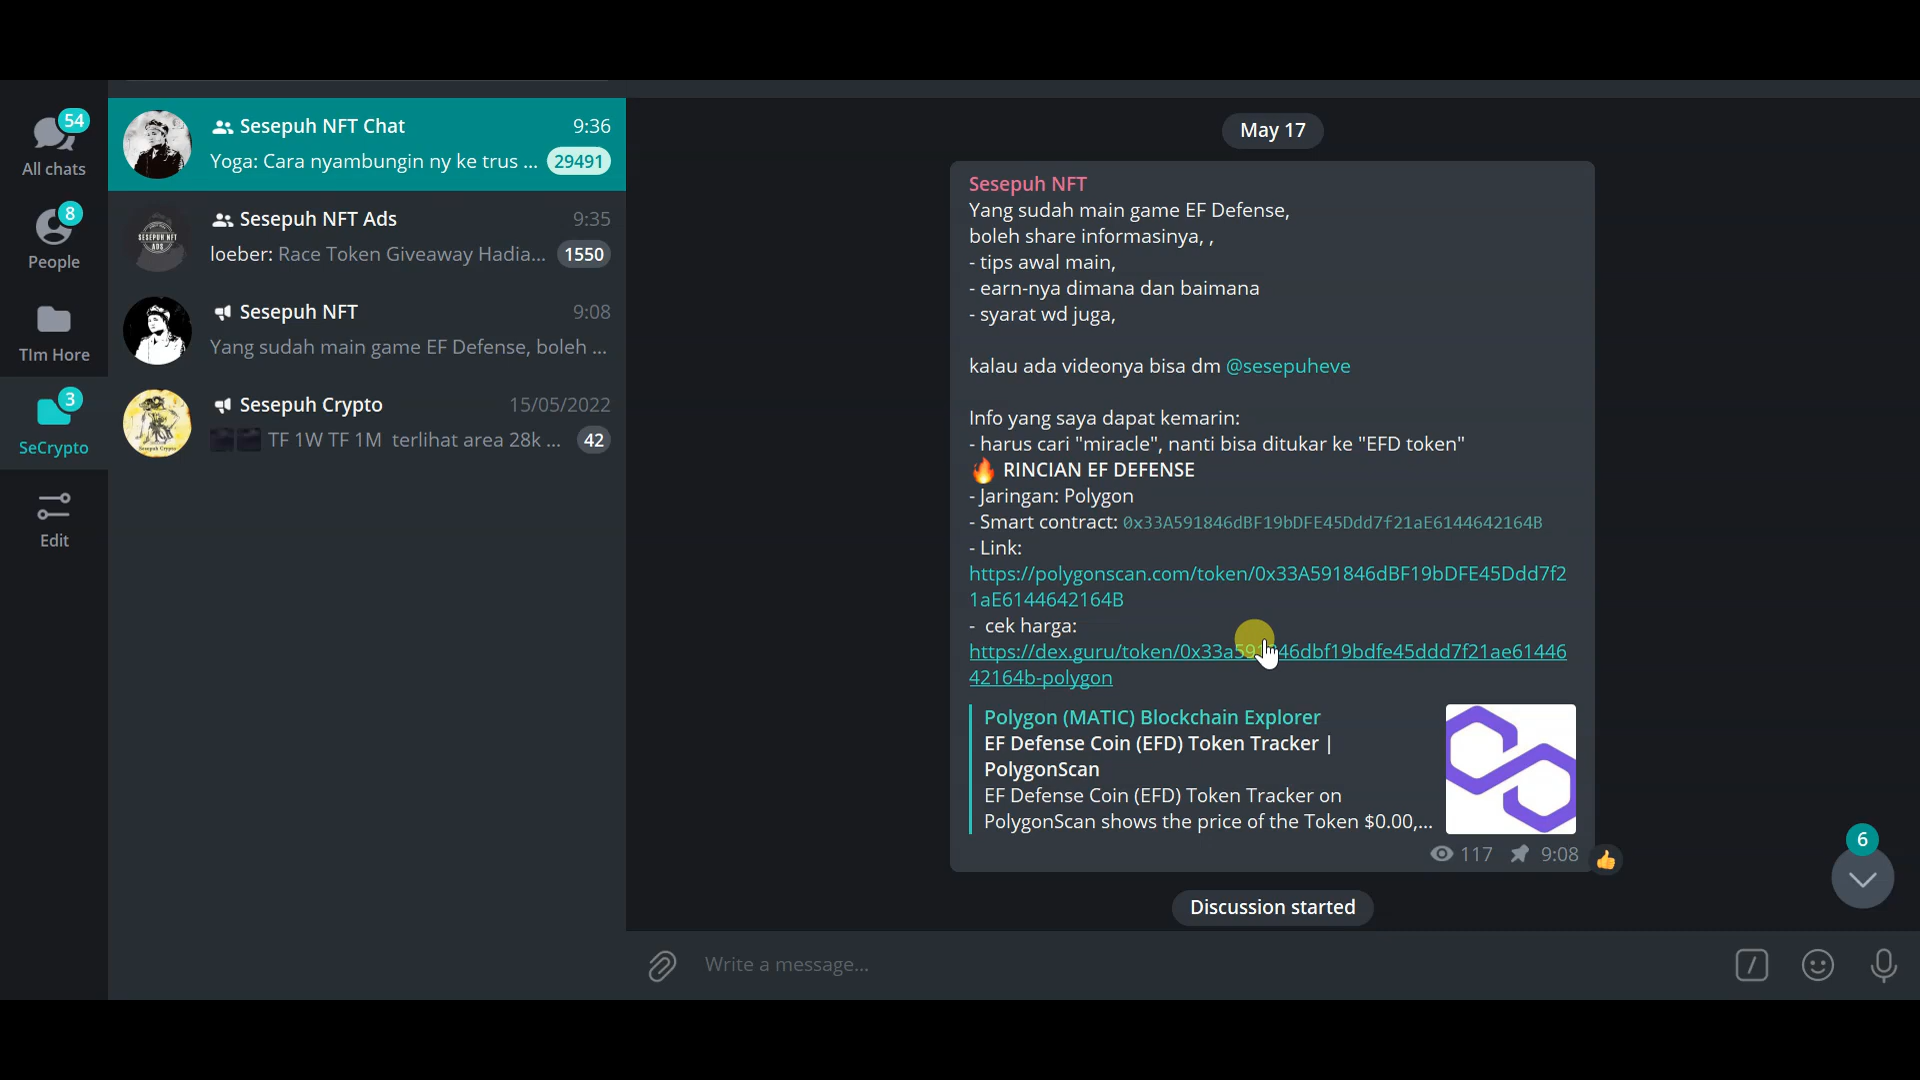 54
All chats
8
People
TIm Hore
3
SeCrypto
Edit
Sesepuh NFT Chat 9:36
Yoga: Cara nyambungin ny ke trus ... 29491
Sesepuh NFT Ads 9:35
loeber: Race Token Giveaway Hadia... 1550
Sesepuh NFT 9:08
Yang sudah main game EF Defense, boleh ...
Sesepuh Crypto 15/05/2022
TF 1W TF 1M terlihat area 28k ... 42
May 17
Sesepuh NFT
Yang sudah main game EF Defense,
boleh share informasinya, ,
- tips awal main,
- earn-nya dimana dan baimana
- syarat wd juga,
kalau ada videonya bisa dm @sesepuheve
Info yang saya dapat kemarin:
- harus cari "miracle", nanti bisa ditukar ke "EFD token"
🔥 RINCIAN EF DEFENSE
- Jaringan: Polygon
- Smart contract: 0x33A591846dBF19bDFE45Ddd7f21aE6144642164B
- Link:
https://polygonscan.com/token/0x33A591846dBF19bDFE45Ddd7f2
1aE6144642164B
- cek harga:
https://dex.guru/token/0x33a591846dbf19bdfe45ddd7f21ae61446
42164b-polygon
Polygon (MATIC) Blockchain Explorer
EF Defense Coin (EFD) Token Tracker |
PolygonScan
EF Defense Coin (EFD) Token Tracker on
PolygonScan shows the price of the Token $0.00,...
117 9:08
6
Discussion started
Write a message...